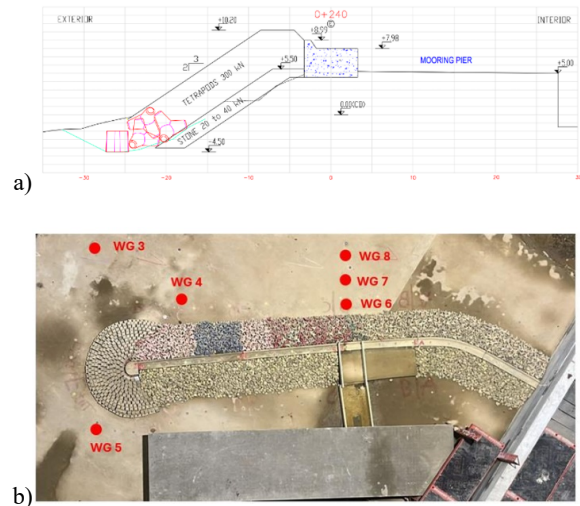 EXTERIOR
0+240
INTERIOR
+10.20
+8.59
+7.98
MOORING PIER
3
2
+5.50
+5.00
TETRAPODS 300 kN
STONE 20 to 40 kN
0.00(CD)
-4.50
a)
-30
-20
-10
0
10
20
30
WG 3
WG 8
WG 4
WG 7
WG 6
WG 5
b)